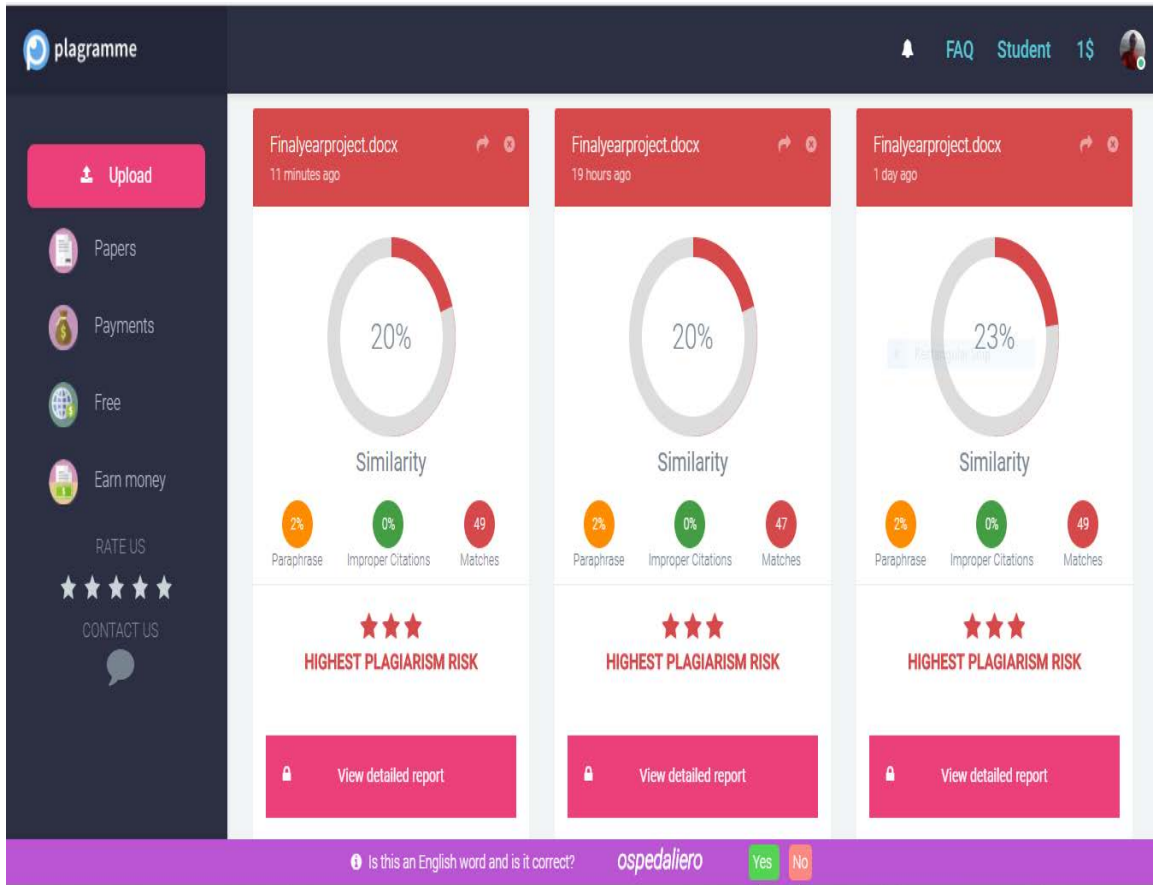 plagramme
FAQ Student 1$
Upload
Papers
Payments
Free
Earn money
RATE US
CONTACT US
Finalyearproject.docx
11 minutes ago
20%
Similarity
2% 0% 49
Paraphrase Improper Citations Matches
HIGHEST PLAGIARISM RISK
View detailed report
Finalyearproject.docx
19 hours ago
20%
Similarity
2% 0% 47
Paraphrase Improper Citations Matches
HIGHEST PLAGIARISM RISK
View detailed report
Finalyearproject.docx
1 day ago
23%
Similarity
2% 0% 49
Paraphrase Improper Citations Matches
HIGHEST PLAGIARISM RISK
View detailed report
Is this an English word and is it correct? ospedaliero Yes No